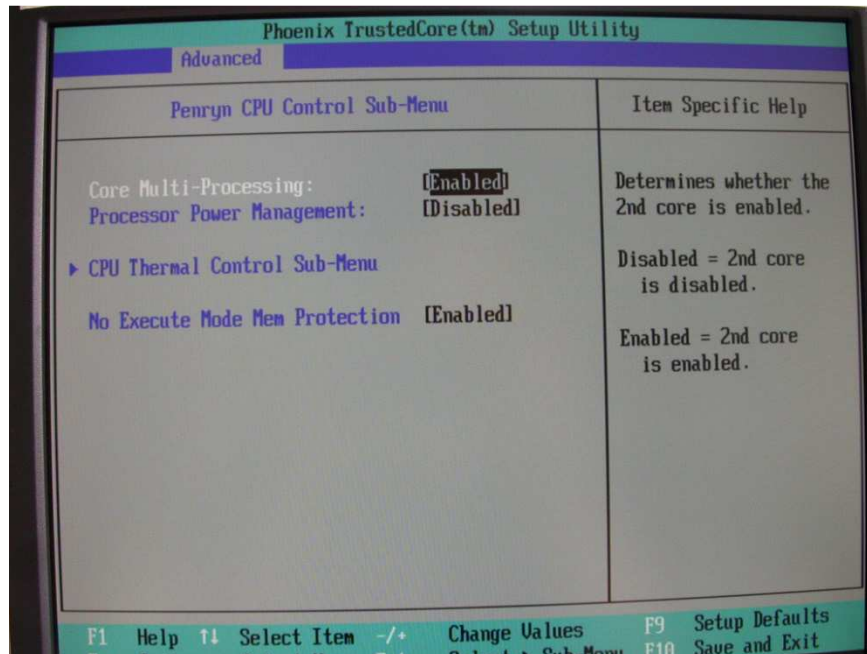 Phoenix TrustedCore(tm) Setup Utility
Advanced
Penryn CPU Control Sub-Menu
Item Specific Help
Core Multi-Processing: [Enabled]
Processor Power Management: [Disabled]
▶ CPU Thermal Control Sub-Menu
No Execute Mode Mem Protection [Enabled]
Determines whether the
2nd core is enabled.
Disabled = 2nd core
is disabled.
Enabled = 2nd core
is enabled.
F1 Help ↑↓ Select Item -/+ Change Values F9 Setup Defaults
Sub-Menu F10 Save and Exit